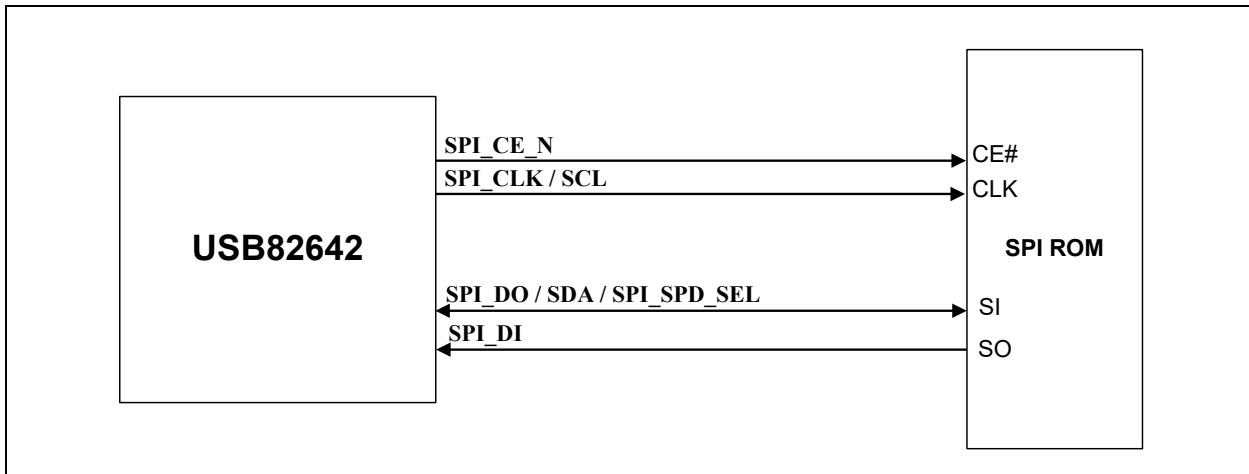 SPI_CE_N
CE#
SPI_CLK / SCL
CLK
USB82642
SPI ROM
SPI_DO / SDA / SPI_SPD_SEL
SI
SPI_DI
SO